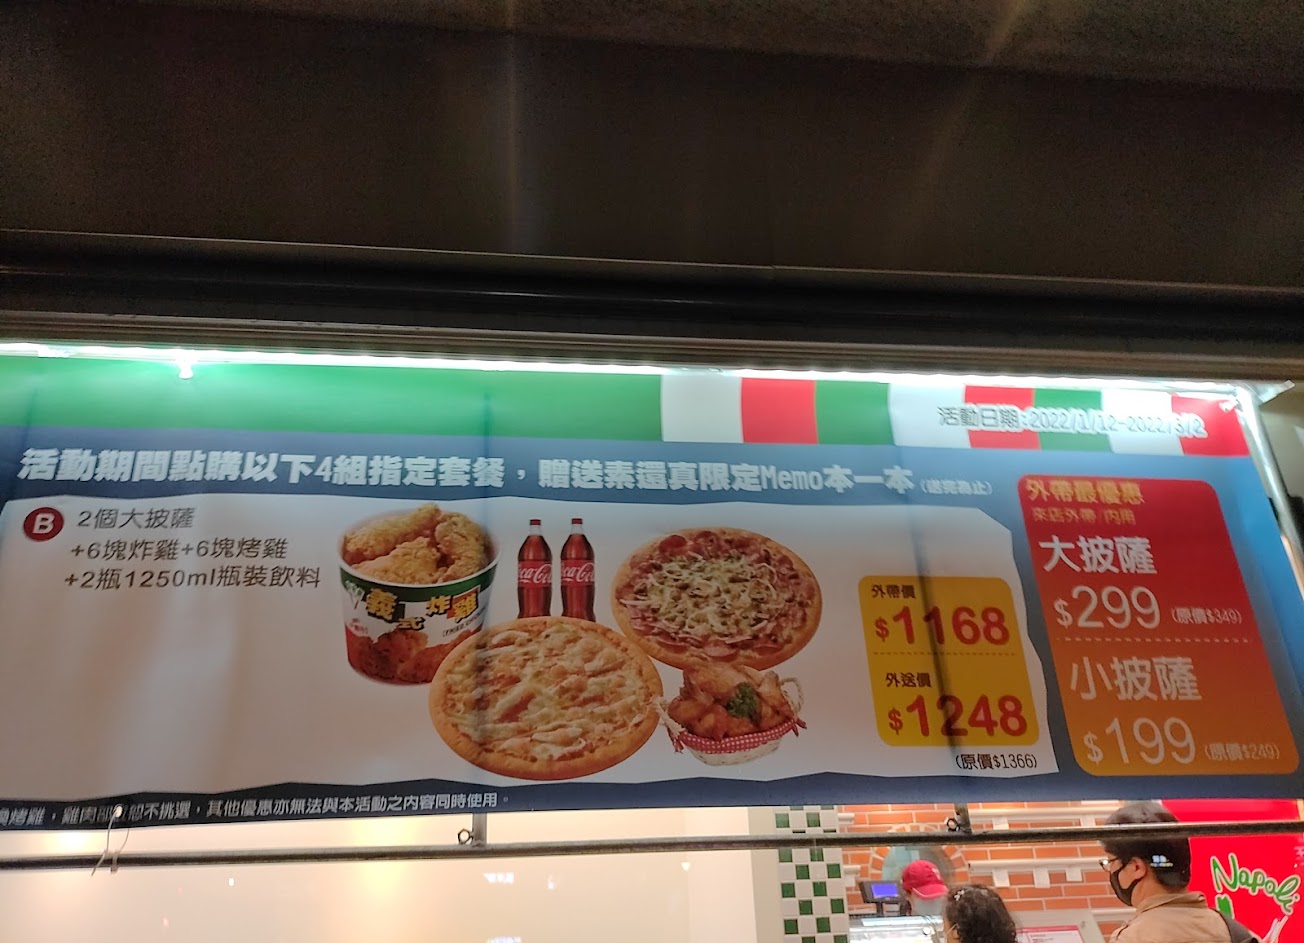 活動日期:2022/1/12-2022/3/2
活動期間點購以下4組指定套餐，贈送素還真限定Memo本一本(送完為止)
B 2個大披薩
+6塊炸雞+6塊烤雞
+2瓶1250ml瓶裝飲料
義式炸雞
Coca-Co
Coca-Co
外帶價
$1168
外送價
$1248
(原價$1366)
外帶最優惠
來店外帶/內用
大披薩
$299(原價$349)
小披薩
$199(原價$249)
烤雞，雞肉部位恕不挑選，其他優惠亦無法與本活動之內容同時使用。
Napoli